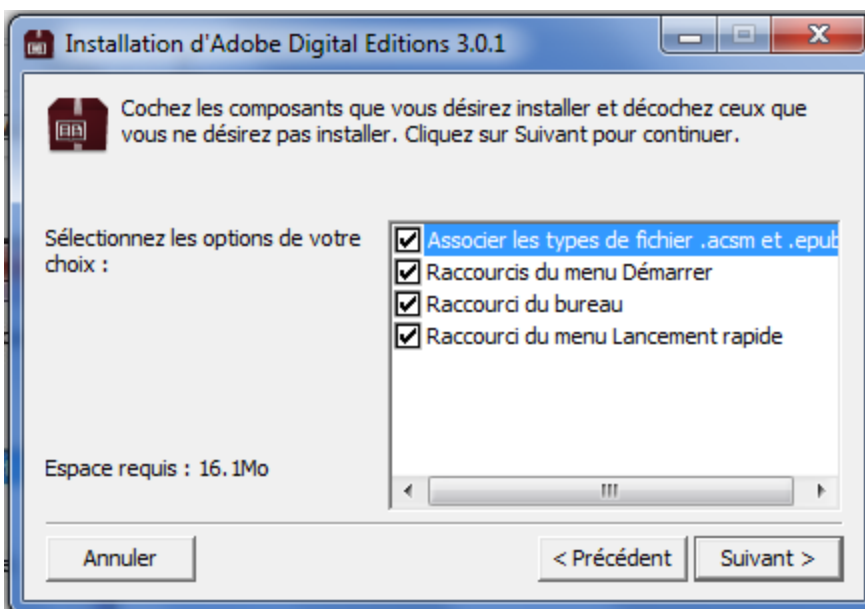 Installation d'Adobe Digital Editions 3.0.1
Cochez les composants que vous désirez installer et décochez ceux que
vous ne désirez pas installer. Cliquez sur Suivant pour continuer.
Sélectionnez les options de votre
choix :
Associer les types de fichier .acsm et .epub
Raccourcis du menu Démarrer
Raccourci du bureau
Raccourci du menu Lancement rapide
Espace requis : 16.1Mo
Annuler
< Précédent
Suivant >